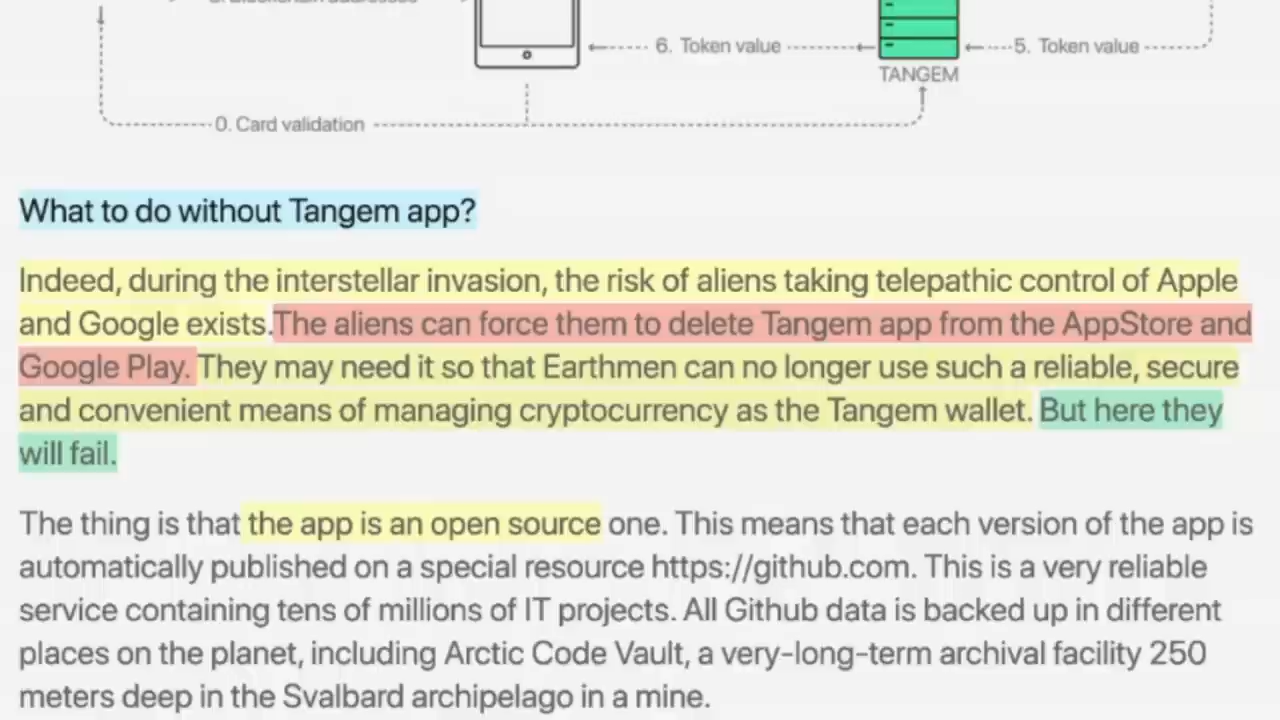 6. Token value
5. Token value
TANGEM
0. Card validation
What to do without Tangem app?
Indeed, during the interstellar invasion, the risk of aliens taking telepathic control of Apple
and Google exists.The aliens can force them to delete Tangem app from the AppStore and
Google Play. They may need it so that Earthmen can no longer use such a reliable, secure
and convenient means of managing cryptocurrency as the Tangem wallet. But here they
will fail.
The thing is that the app is an open source one. This means that each version of the app is
automatically published on a special resource https://github.com. This is a very reliable
service containing tens of millions of IT projects. All Github data is backed up in different
places on the planet, including Arctic Code Vault, a very-long-term archival facility 250
meters deep in the Svalbard archipelago in a mine.